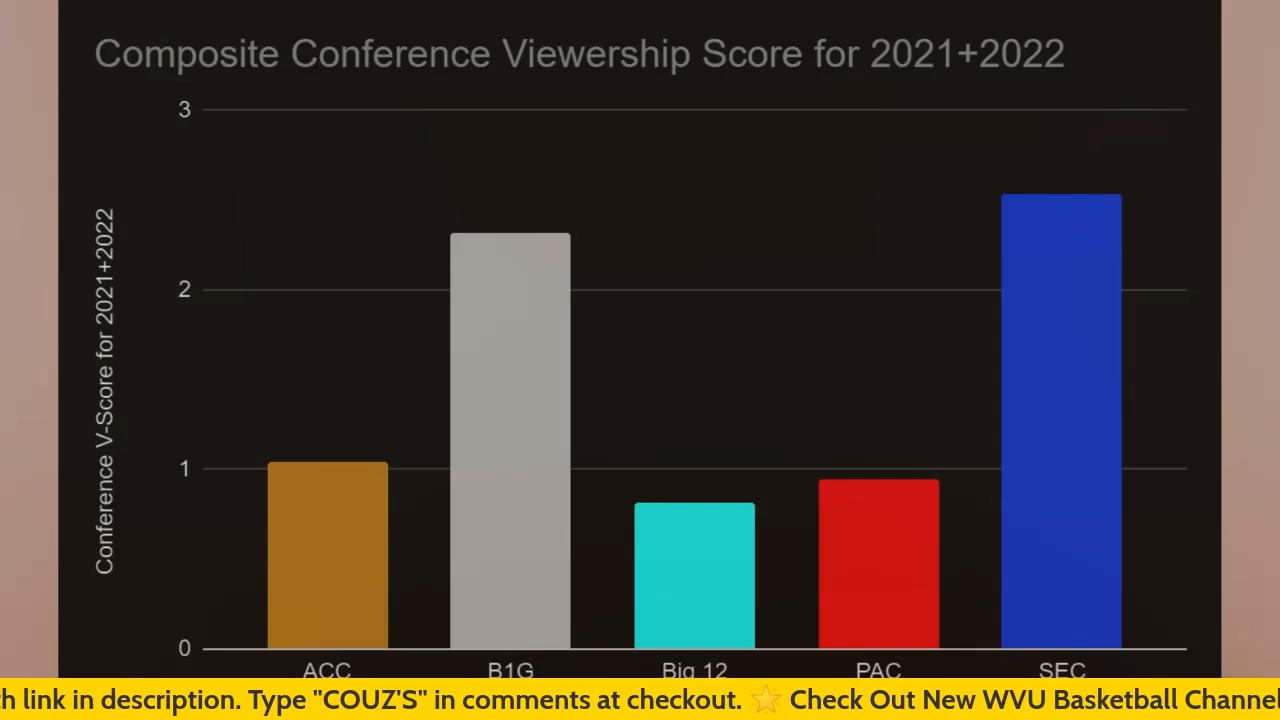 Composite Conference Viewership Score for 2021+2022
Conference V-Score for 2021+2022
3
2
1
0
ACC B1G Big 12 PAC SEC
link in description. Type "COUZ'S" in comments at checkout. 🌟 Check Out New WVU Basketball Channel